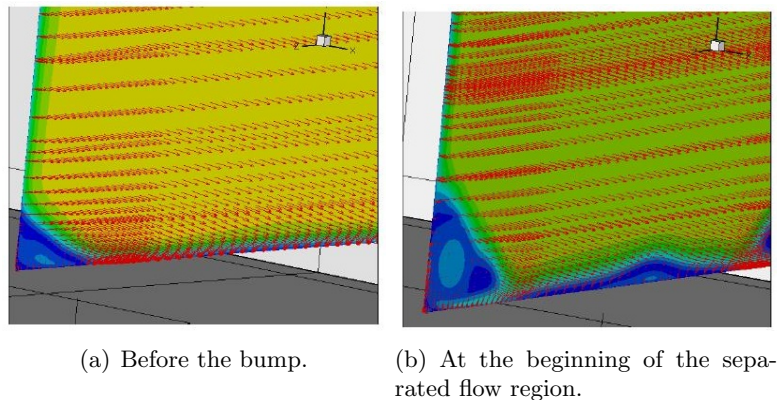 (a) Before the bump.
(b) At the beginning of the sepa-
rated flow region.